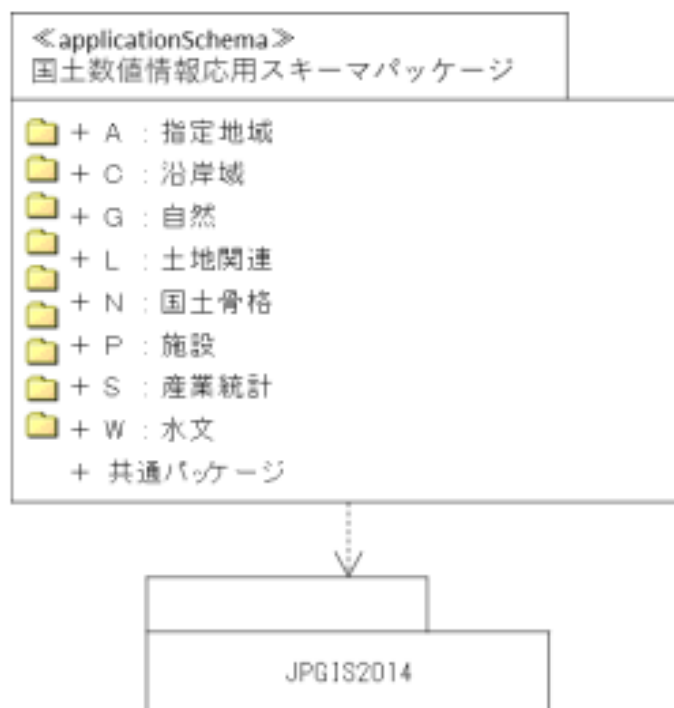 ≪applicationSchema≫
国土数値情報応用スキーマパッケージ
+ A : 指定地域
+ C : 沿岸域
+ G : 自然
+ L : 土地関連
+ N : 国土骨格
+ P : 施設
+ S : 産業統計
+ W : 水文
+ 共通パッケージ
JPGIS2014